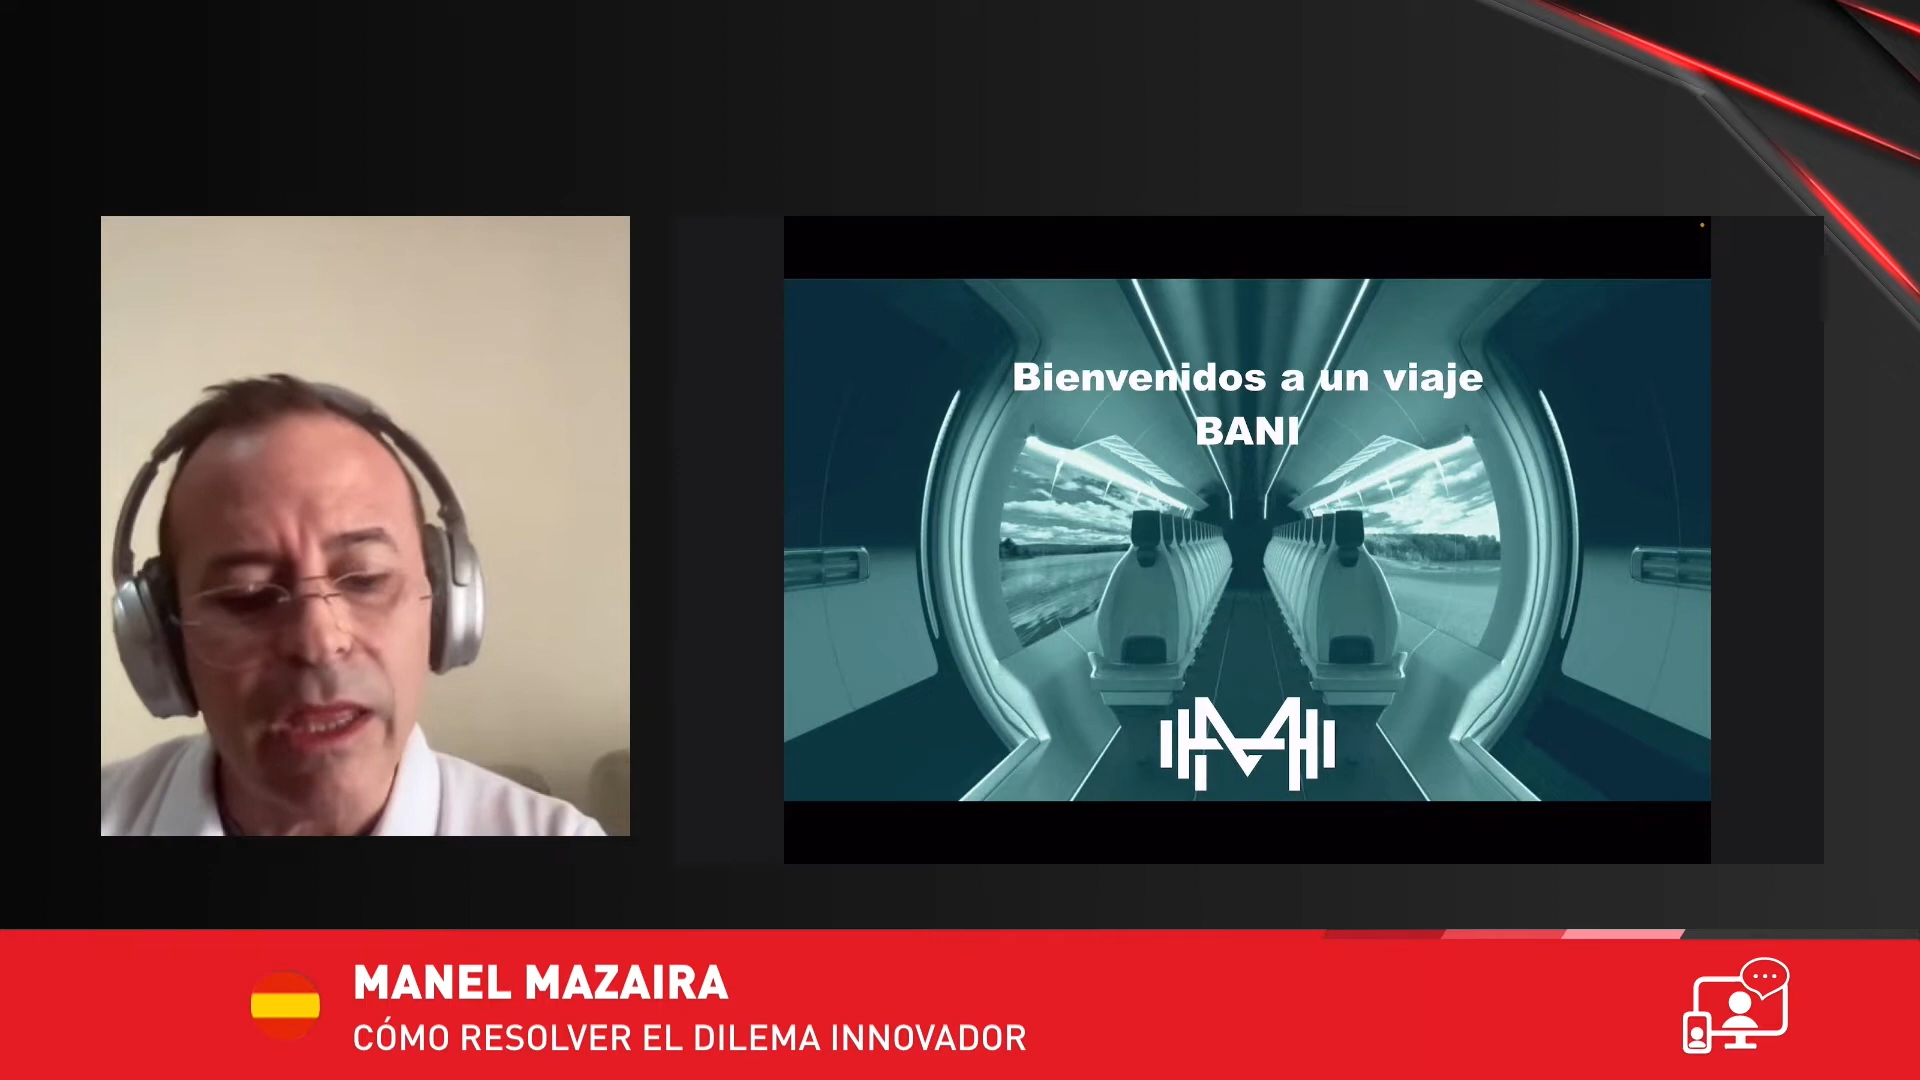 Bienvenidos a un viaje
BANI
MANEL MAZAIRA
CÓMO RESOLVER EL DILEMA INNOVADOR